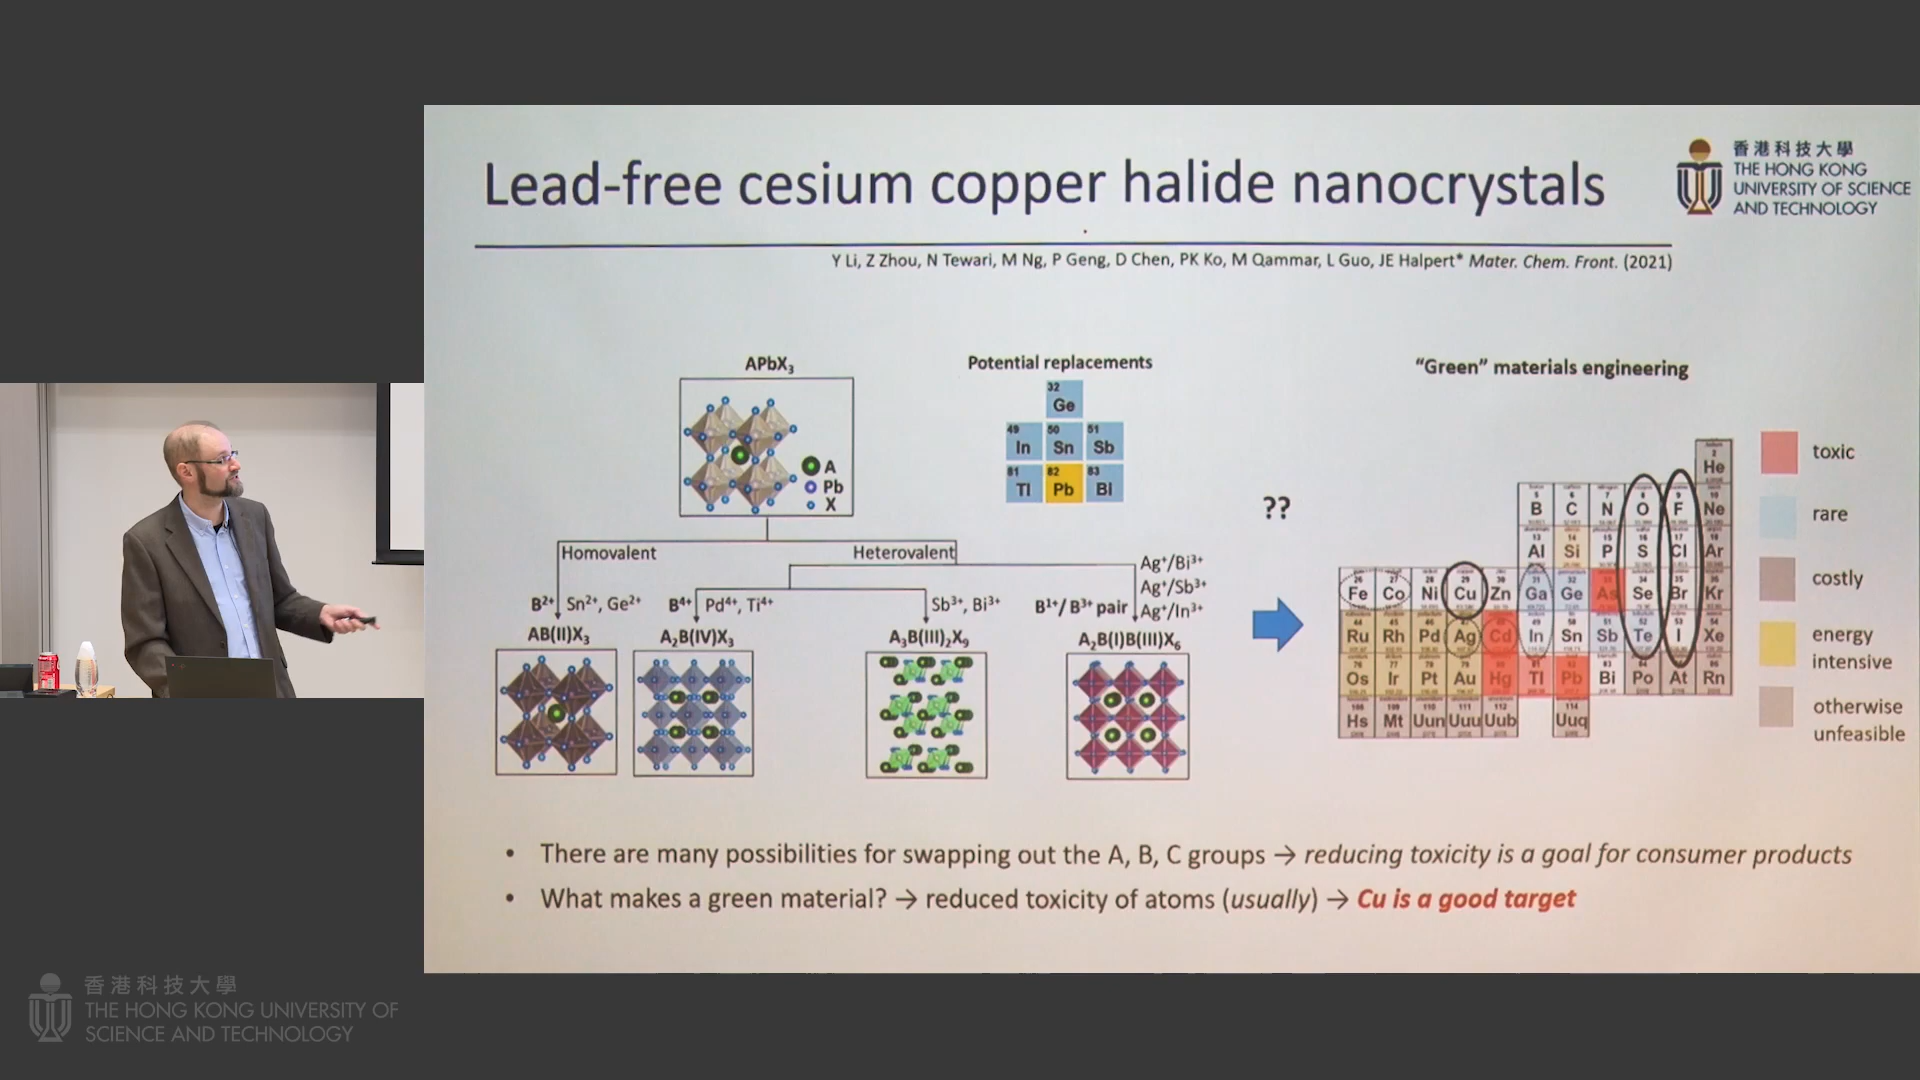 Lead-free cesium copper halide nanocrystals
香港科技大學
THE HONG KONG
UNIVERSITY OF SCIENCE
AND TECHNOLOGY
Y Li, Z Zhou, N Tewari, M Ng, P Geng, D Chen, PK Ko, M Qammar, L Guo, JE Halpert* Mater. Chem. Front. (2021)
APbX₃
A
Pb
X
Homovalent
Heterovalent
B²⁺ Sn²⁺, Ge²⁺
AB(II)X₃
B⁴⁺ Pd⁴⁺, Ti⁴⁺
A₂B(IV)X₃
Sb³⁺, Bi³⁺
A₃B(III)₂X₉
Ag⁺/Bi³⁺
Ag⁺/Sb³⁺
B¹⁺/ B³⁺ pair Ag⁺/In³⁺
A₂B(I)B(III)X₆
Potential replacements
32
Ge
49 50 51
In Sn Sb
81 82 83
Tl Pb Bi
??
"Green" materials engineering
He
B C N O F Ne
Al Si P S Cl Ar
Fe Co Ni Cu Zn Ga Ge As Se Br Kr
Ru Rh Pd Ag Cd In Sn Sb Te I Xe
Os Ir Pt Au Hg Tl Pb Bi Po At Rn
Hs Mt Uun Uuu Uub Uuq
toxic
rare
costly
energy
intensive
otherwise
unfeasible
• There are many possibilities for swapping out the A, B, C groups → reducing toxicity is a goal for consumer products
• What makes a green material? → reduced toxicity of atoms (usually) → Cu is a good target
香港科技大學
THE HONG KONG UNIVERSITY OF
SCIENCE AND TECHNOLOGY